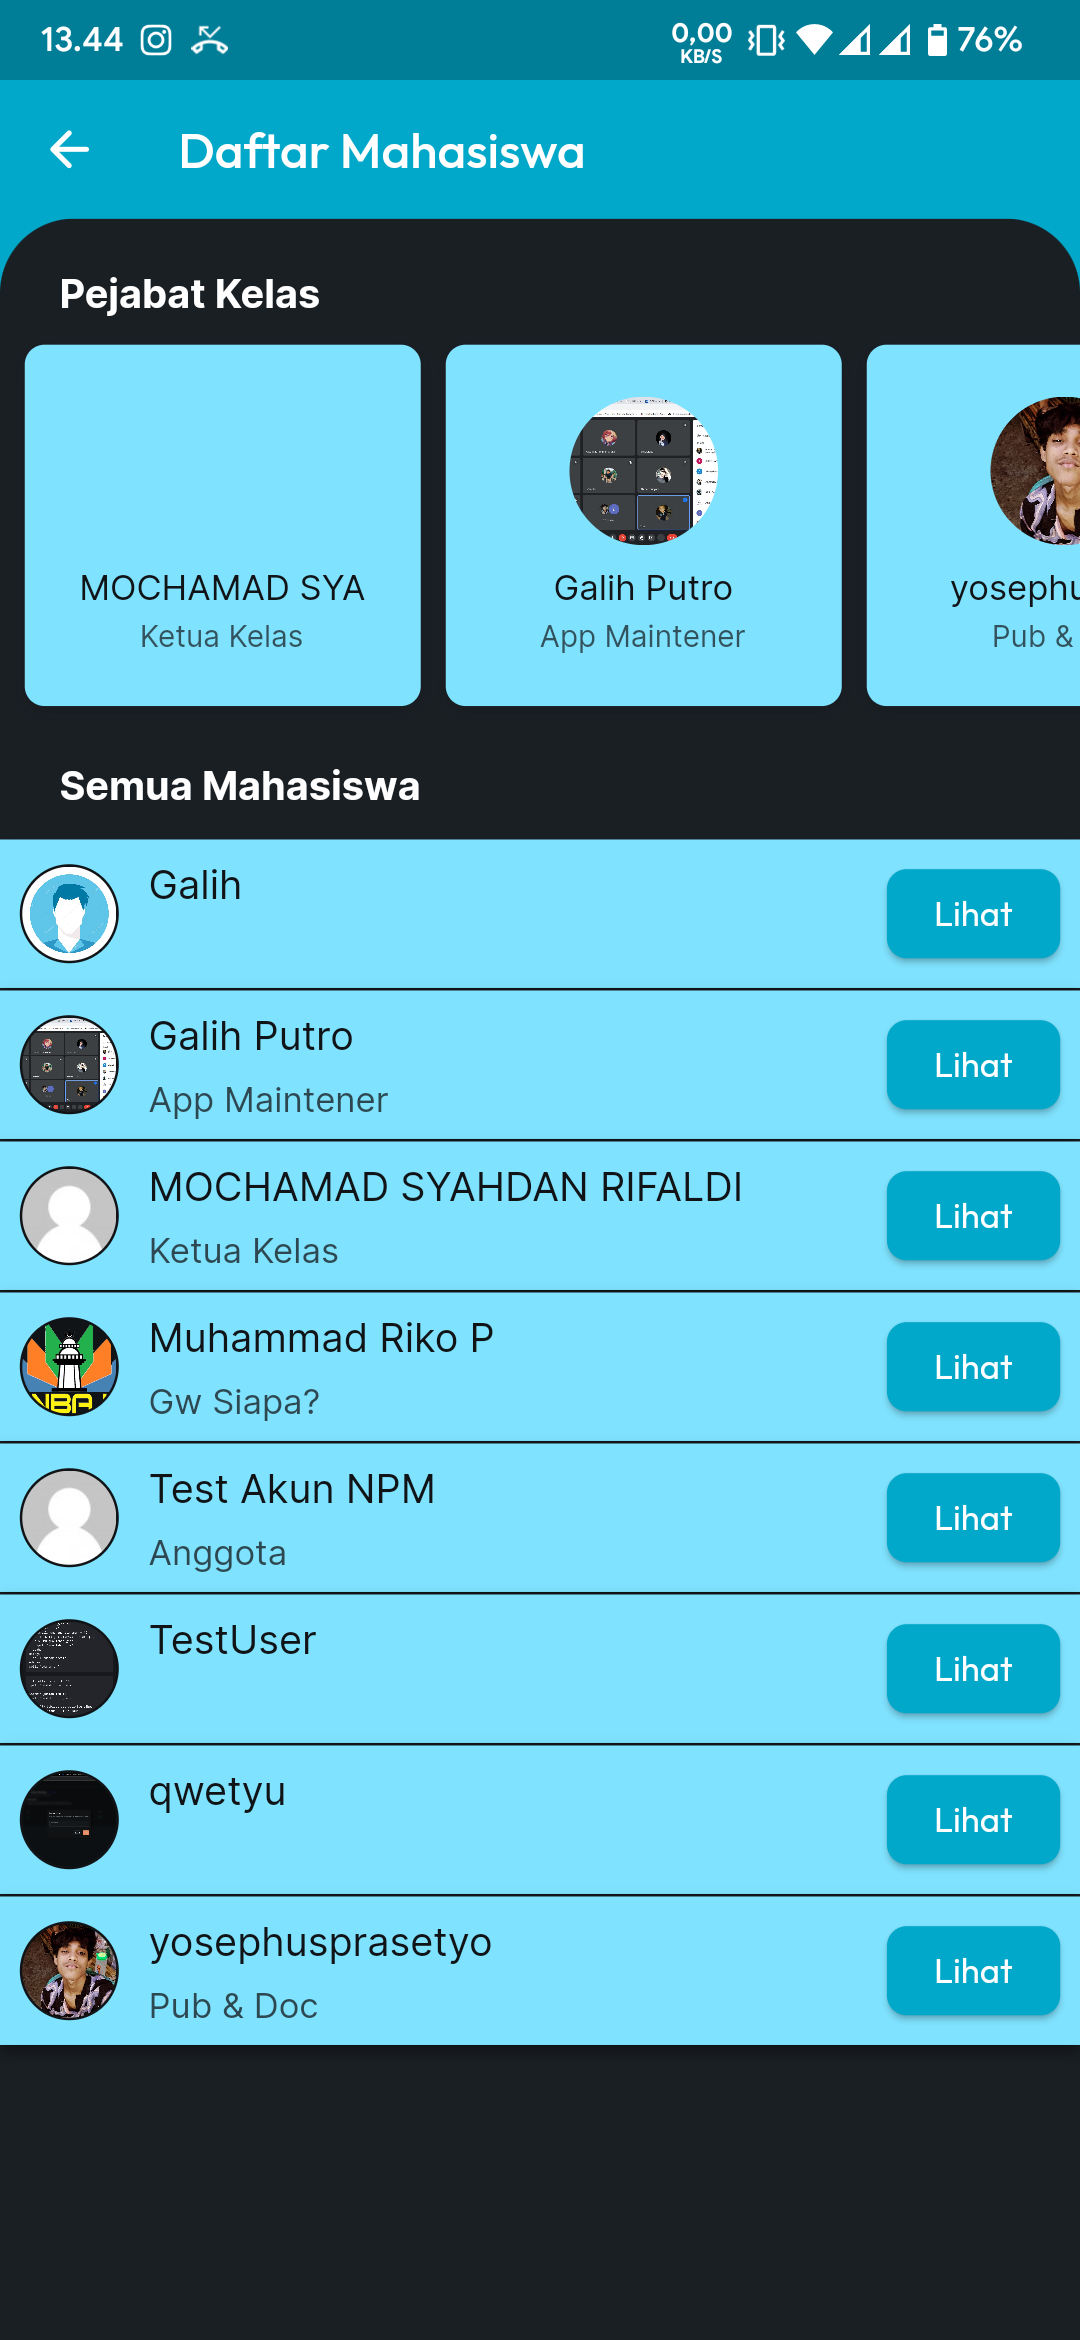 13.44
0,00
KB/S
76%
Daftar Mahasiswa
Pejabat Kelas
MOCHAMAD SYA
Ketua Kelas
Galih Putro
App Maintener
yosephu
Pub &
Semua Mahasiswa
Galih
Lihat
Galih Putro
App Maintener
Lihat
MOCHAMAD SYAHDAN RIFALDI
Ketua Kelas
Lihat
Muhammad Riko P
Gw Siapa?
Lihat
Test Akun NPM
Anggota
Lihat
TestUser
Lihat
qwetyu
Lihat
yosephusprasetyo
Pub & Doc
Lihat